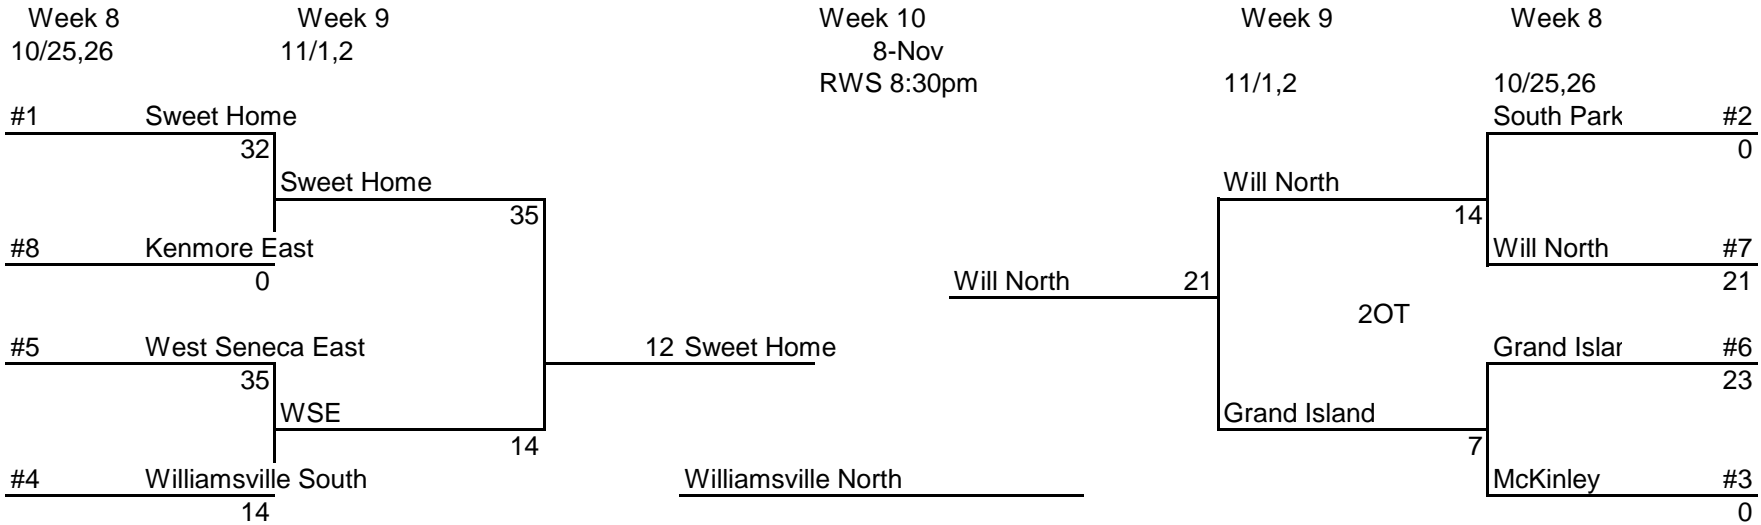 Week 8 Week 9 Week 10 Week 9 Week 8
10/25,26 11/1,2 8-Nov
RWS 8:30pm 11/1,2 10/25,26
#1 Sweet Home South Park #2
32 0
Sweet Home Will North
35 14
#8 Kenmore East Will North #7
0 Will North 21 21
2OT
#5 West Seneca East 12 Sweet Home Grand Islar #6
35 23
WSE Grand Island
14 7
#4 Williamsville South Williamsville North McKinley #3
14 0